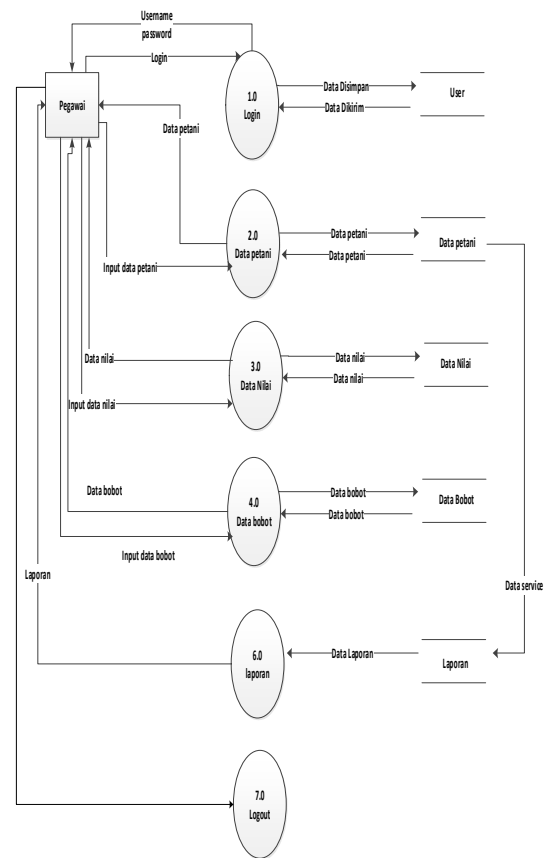 Username
password
Login
1.0
Login
Data Disimpan
Data Dikirim
User
Pegawai
Data petani
2.0
Data petani
Data petani
Data petani
Data petani
Input data petani
3.0
Data Nilai
Data nilai
Data nilai
Data Nilai
Data nilai
Input data nilai
4.0
Data bobot
Data bobot
Data bobot
Data Bobot
Data bobot
Input data bobot
Laporan
Data service
6.0
laporan
Data Laporan
Laporan
7.0
Logout